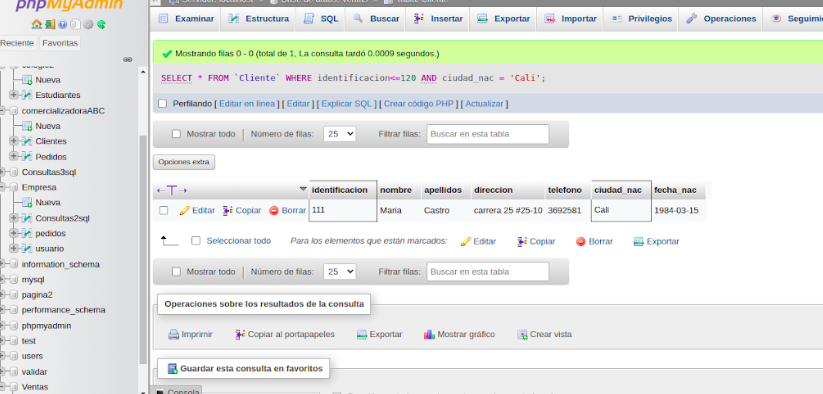 phpMyAdmin
Reciente Favoritas
Nueva
Estudiantes
comercializadoraABC
Nueva
Clientes
Pedidos
Consultas3sql
Empresa
Nueva
Consultas2sql
pedidos
usuario
information_schema
mysql
pagina2
performance_schema
phpmyadmin
test
users
validar
Ventas
Examinar Estructura SQL Buscar Insertar Exportar Importar Privilegios Operaciones Seguimi
Mostrando filas 0 - 0 (total de 1, La consulta tardó 0.0009 segundos.)
SELECT * FROM `Cliente` WHERE identificacion<=120 AND ciudad_nac = 'Cali';
Perfilando [ Editar en línea ] [ Editar ] [ Explicar SQL ] [ Crear código PHP ] [ Actualizar ]
Mostrar todo Número de filas: 25 Filtrar filas: Buscar en esta tabla
Opciones extra
←T→ identificacion nombre apellidos direccion telefono ciudad_nac fecha_nac
Editar Copiar Borrar 111 Maria Castro carrera 25 #25-10 3692581 Cali 1984-03-15
Seleccionar todo Para los elementos que están marcados: Editar Copiar Borrar Exportar
Mostrar todo Número de filas: 25 Filtrar filas: Buscar en esta tabla
Operaciones sobre los resultados de la consulta
Imprimir Copiar al portapapeles Exportar Mostrar gráfico Crear vista
Guardar esta consulta en favoritos
Consola